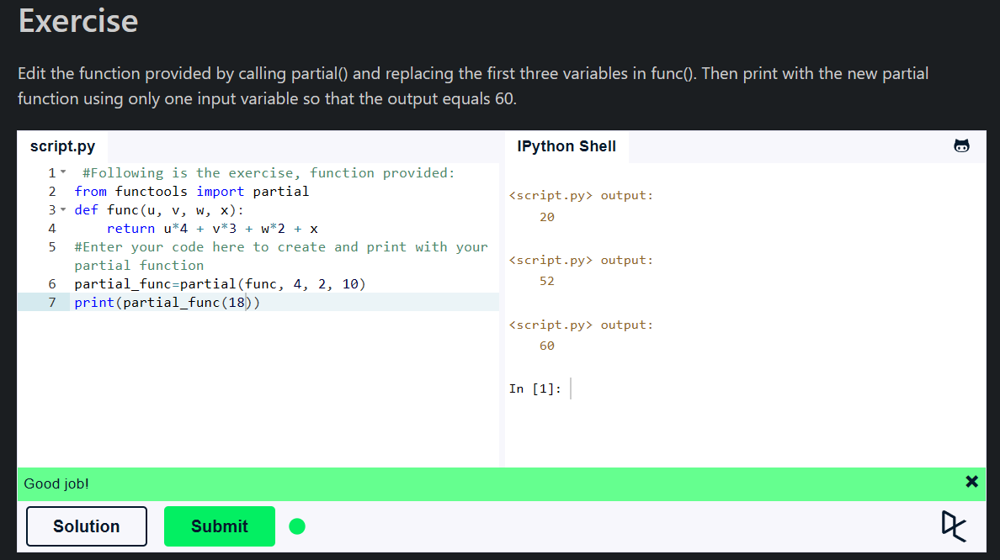 Exercise
Edit the function provided by calling partial() and replacing the first three variables in func(). Then print with the new partial
function using only one input variable so that the output equals 60.
script.py
1 #Following is the exercise, function provided:
2 from functools import partial
3 def func(u, v, w, x):
4     return u*4 + v*3 + w*2 + x
5 #Enter your code here to create and print with your
partial function
6 partial_func=partial(func, 4, 2, 10)
7 print(partial_func(18))
IPython Shell
<script.py> output:
    20
<script.py> output:
    52
<script.py> output:
    60
In [1]:
Good job!
Solution
Submit